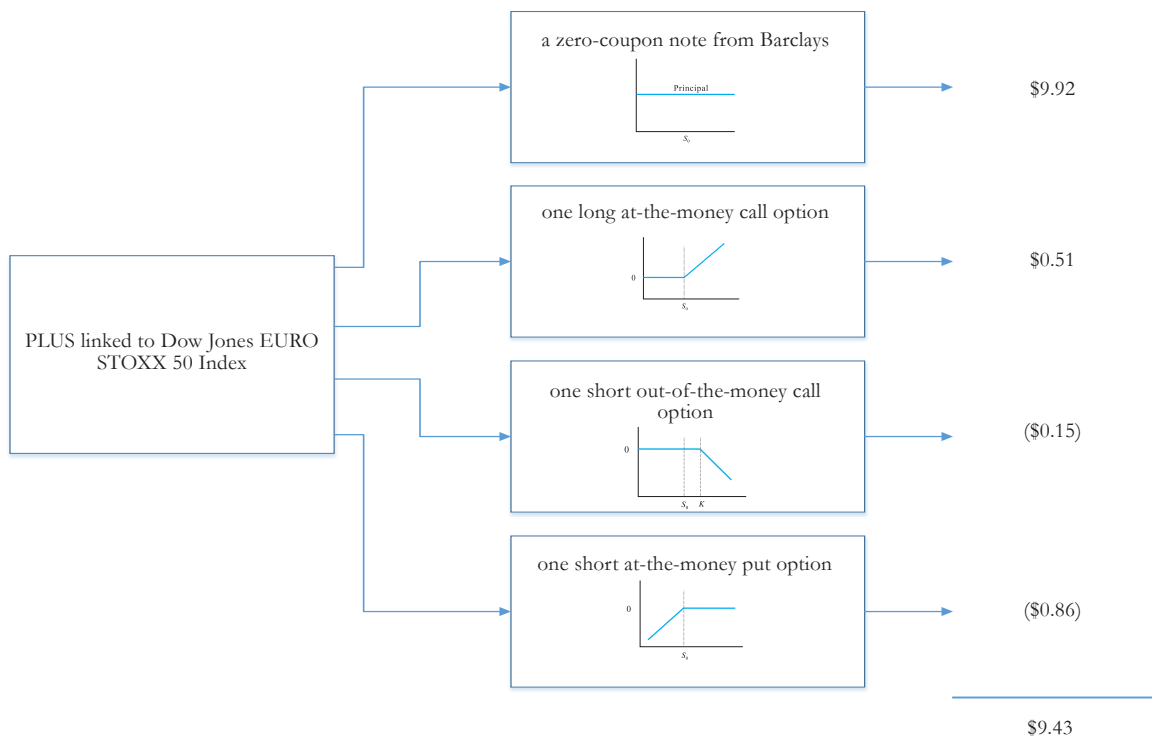 a zero-coupon note from Barclays
Principal
S₀
$9.92
one long at-the-money call option
0
S₀
$0.51
PLUS linked to Dow Jones EURO
STOXX 50 Index
one short out-of-the-money call
option
0
S₀ K
($0.15)
one short at-the-money put option
0
S₀
($0.86)
$9.43